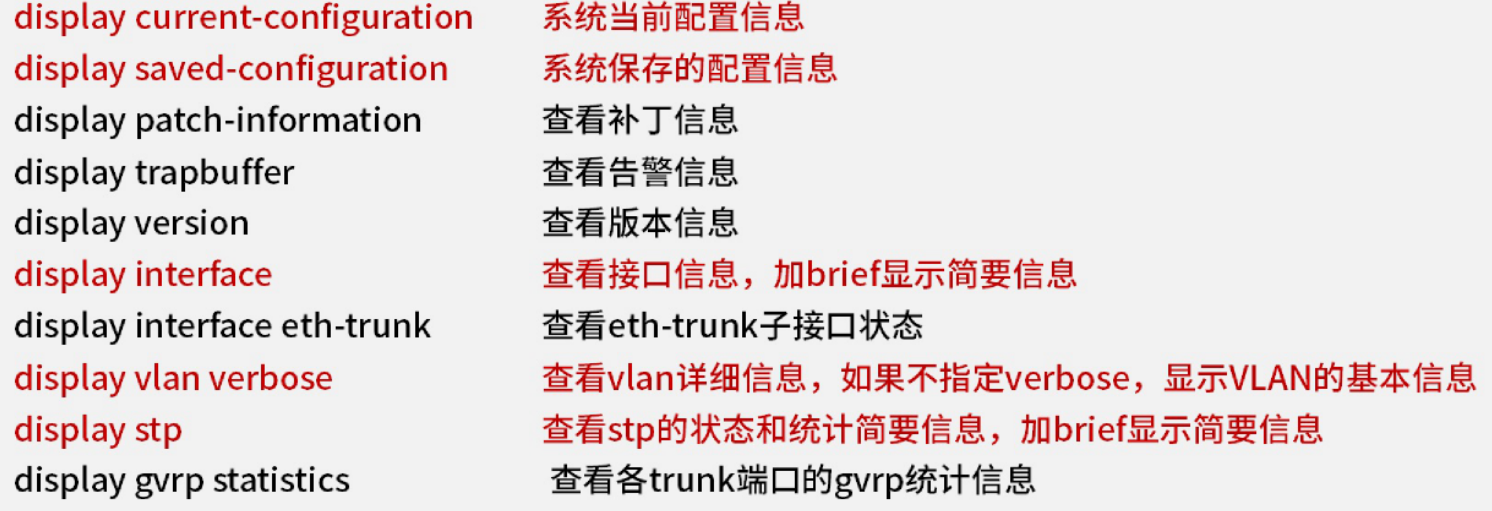 display current-configuration 系统当前配置信息
display saved-configuration 系统保存的配置信息
display patch-information 查看补丁信息
display trapbuffer 查看告警信息
display version 查看版本信息
display interface 查看接口信息，加brief显示简要信息
display interface eth-trunk 查看eth-trunk子接口状态
display vlan verbose 查看vlan详细信息，如果不指定verbose，显示VLAN的基本信息
display stp 查看stp的状态和统计简要信息，加brief显示简要信息
display gvrp statistics 查看各trunk端口的gvrp统计信息